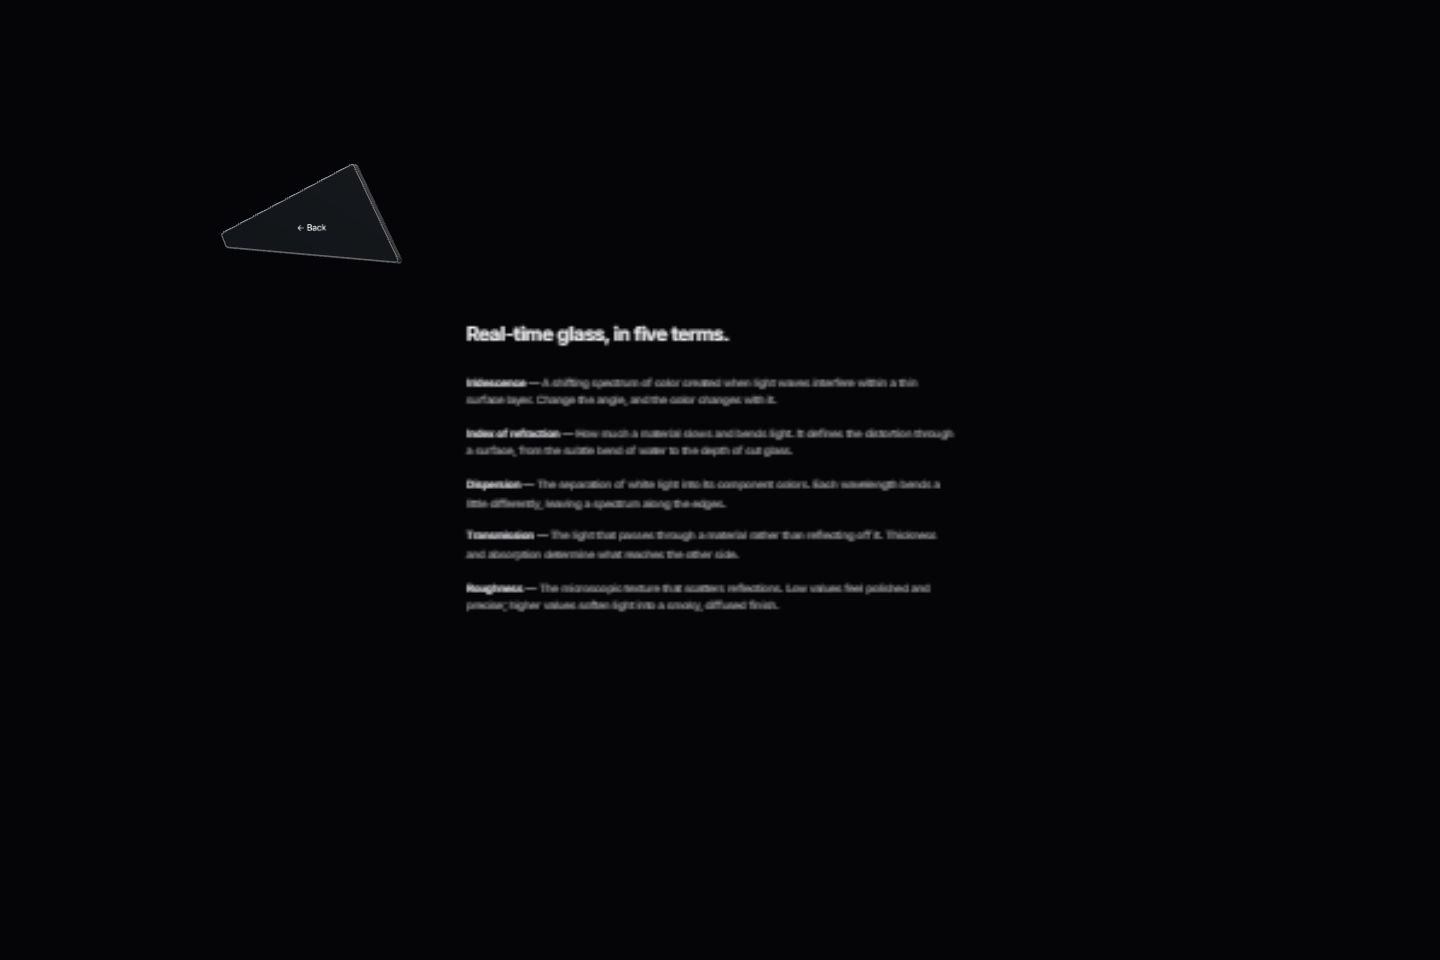 ← Back
Real-time glass, in five terms.
Iridescence — A shifting spectrum of color created when light waves interfere within a thin
surface layer. Change the angle, and the color changes with it.
Index of refraction — How much a material slows and bends light. It defines the distortion through
a surface, from the subtle bend of water to the depth of cut glass.
Dispersion — The separation of white light into its component colors. Each wavelength bends a
little differently, leaving a spectrum along the edges.
Transmission — The light that passes through a material rather than reflecting off it. Thickness
and absorption determine what reaches the other side.
Roughness — The microscopic texture that scatters reflections. Low values feel polished and
precise; higher values soften light into a smoky, diffused finish.